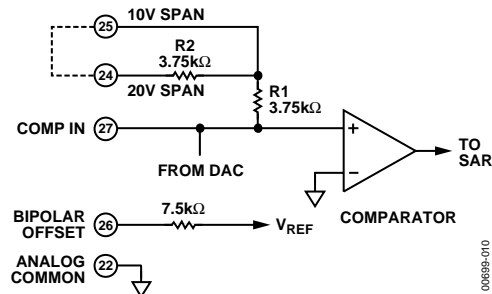 25
10V SPAN
R2
3.75kΩ
24
20V SPAN
R1
3.75kΩ
COMP IN
27
+
–
TO
SAR
FROM DAC
COMPARATOR
BIPOLAR
OFFSET
26
7.5kΩ
VREF
ANALOG
COMMON
22
00699-010